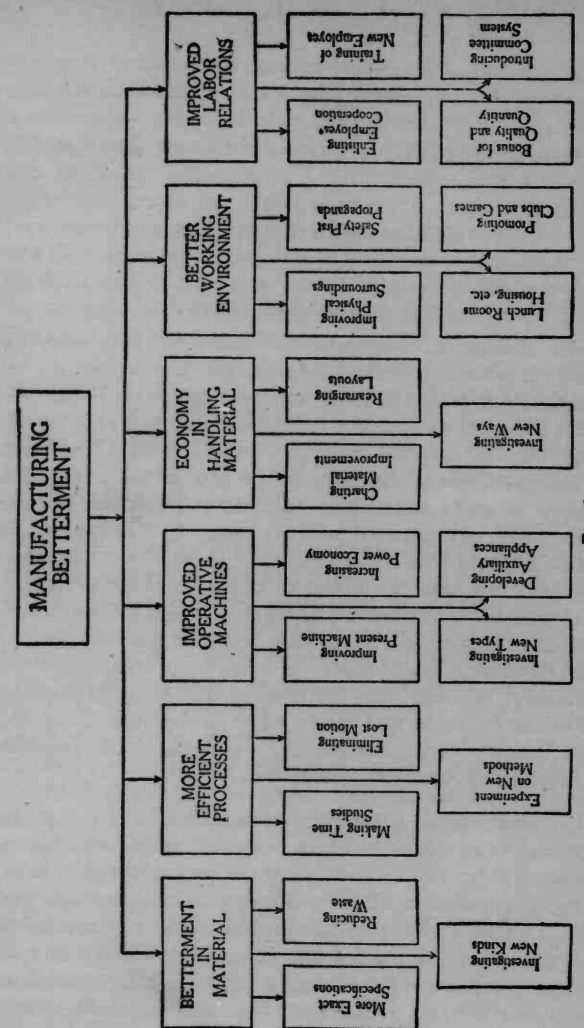 MANUFACTURING
BETTERMENT
BETTERMENT
IN
MATERIAL
MORE
EFFICIENT
PROCESSES
IMPROVED
OPERATIVE
MACHINES
ECONOMY
IN
HANDLING
MATERIAL
BETTER
WORKING
ENVIRONMENT
IMPROVED
LABOR
RELATIONS
More Exact
Specifications
Reducing
Waste
Making Time
Studies
Eliminating
Lost Motion
Improving
Present Machine
Increasing
Power Economy
Charting
Material
Improvements
Rearranging
Layouts
Improving
Physical
Surroundings
Safety First
Propaganda
Enlisting
Employes'
Cooperation
Training of
New Employes
Investigating
New Kinds
Experiment
on New
Methods
Investigating
New Types
Developing
Auxiliary
Appliances
Investigating
New Ways
Lunch Rooms
Housing, etc.
Promoting
Clubs and Games
Bonus for
Quality and
Quantity
Introducing
Committee
System